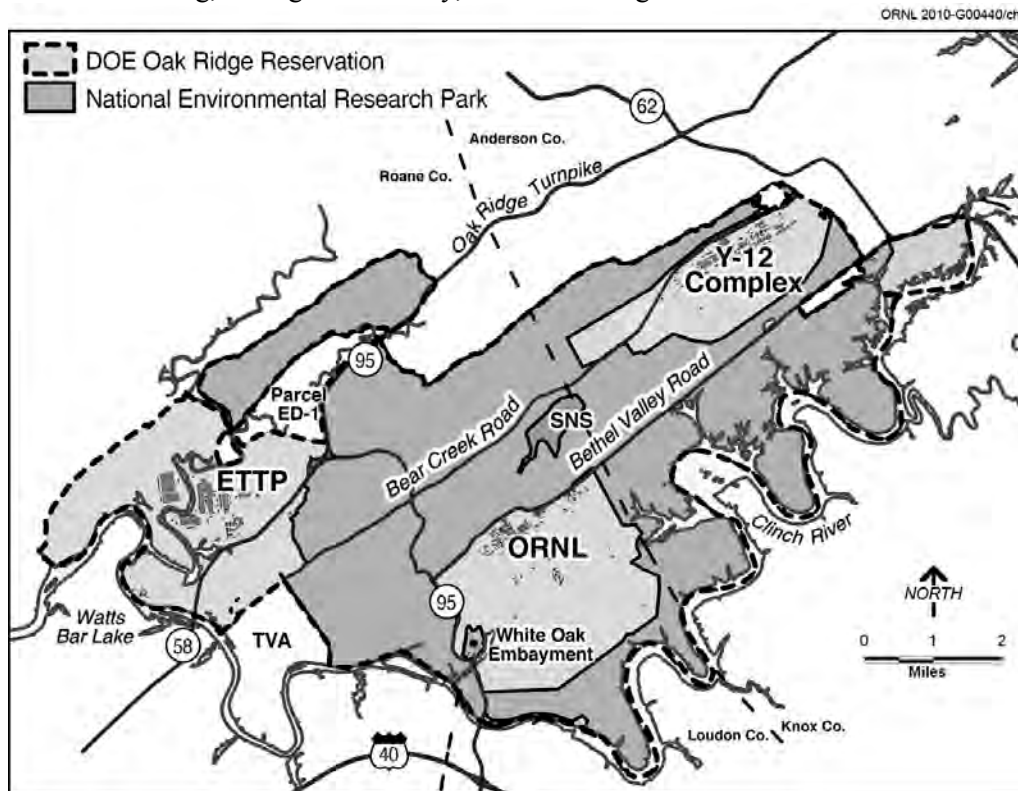 ORNL 2010-G00440/ch
DOE Oak Ridge Reservation
National Environmental Research Park
62
Anderson Co.
Roane Co.
Oak Ridge Turnpike
Y-12
Complex
95
Parcel
ED-1
SNS
Bear Creek Road
Bethel Valley Road
ETTP
ORNL
Clinch River
95
NORTH
Watts
Bar Lake
58
TVA
White Oak
Embayment
0 1 2
Miles
Loudon Co.
Knox Co.
40